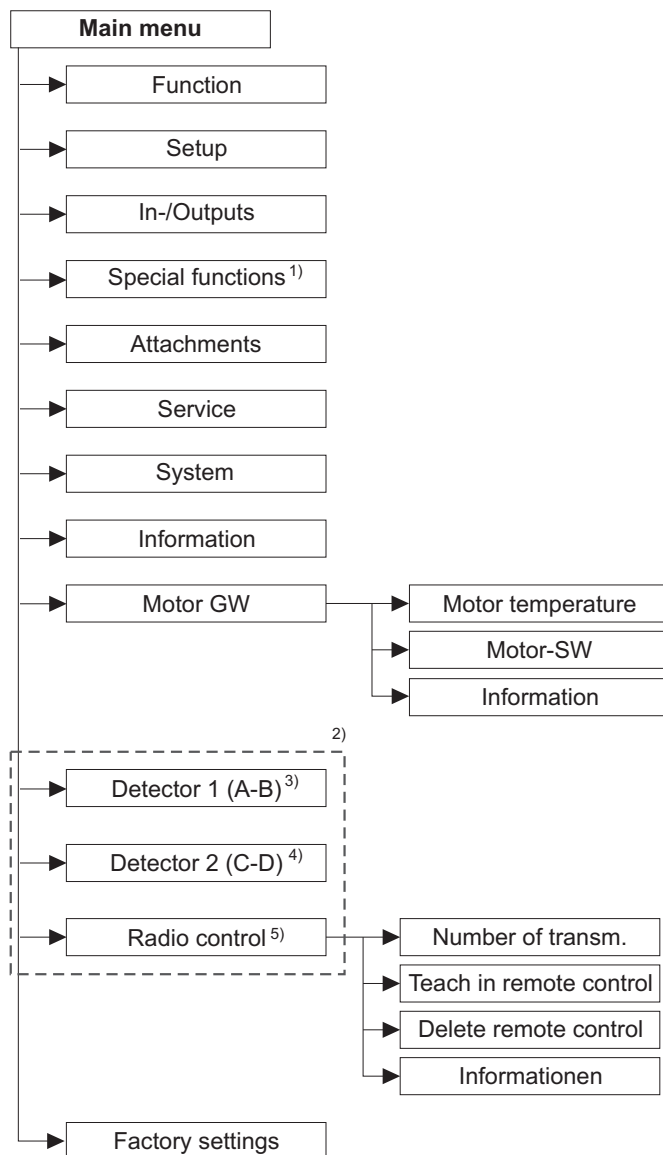 Main menu
Function
Setup
In-/Outputs
Special functions 1)
Attachments
Service
System
Information
Motor GW
Motor temperature
Motor-SW
Information
2)
Detector 1 (A-B) 3)
Detector 2 (C-D) 4)
Radio control 5)
Number of transm.
Teach in remote control
Delete remote control
Informationen
Factory settings